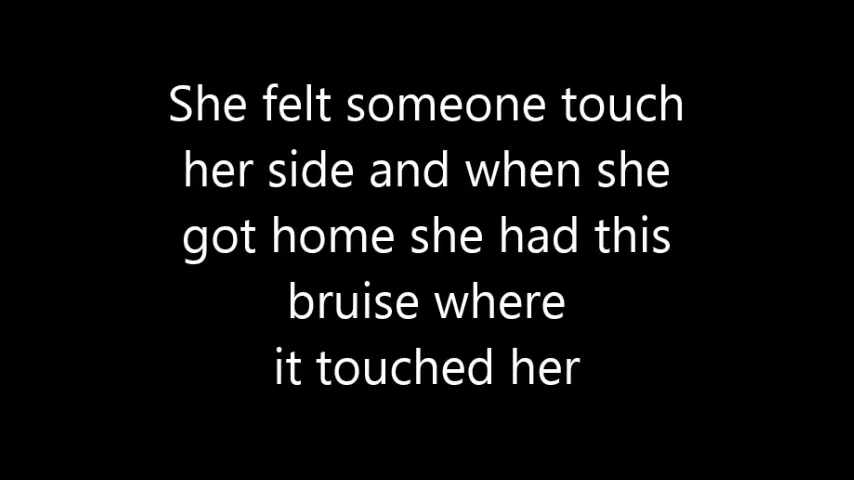 She felt someone touch
her side and when she
got home she had this
bruise where
it touched her